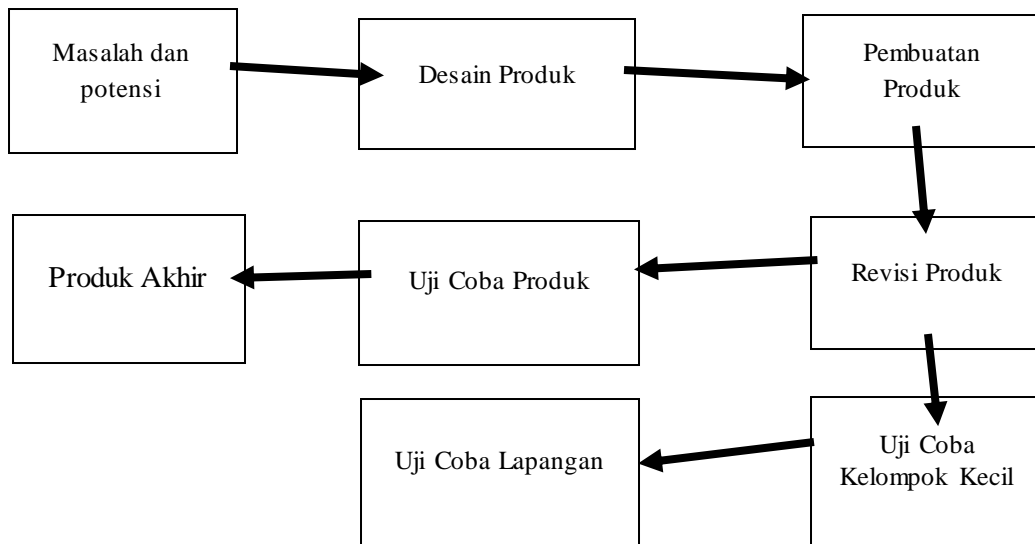 Masalah dan
potensi
Desain Produk
Pembuatan
Produk
Produk Akhir
Uji Coba Produk
Revisi Produk
Uji Coba Lapangan
Uji Coba
Kelompok Kecil